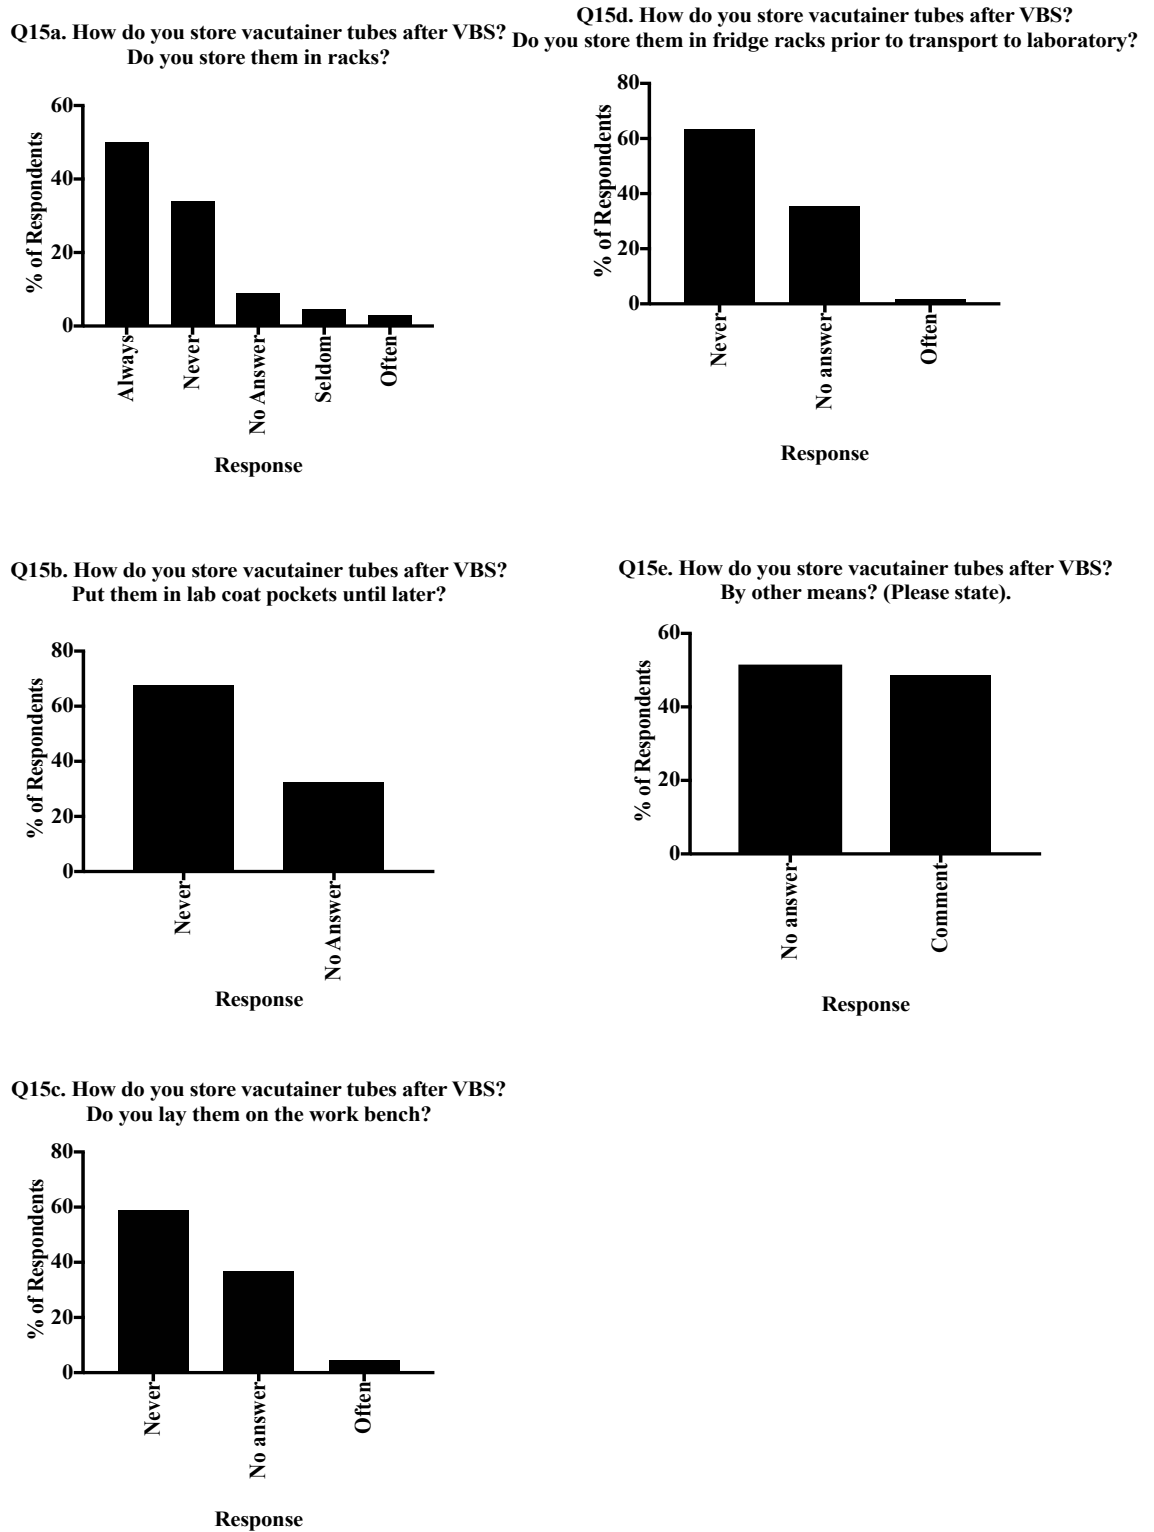 Q15a. How do you store vacutainer tubes after VBS?
Do you store them in racks?
60
40
20
0
% of Respondents
Always
Never
No Answer
Seldom
Often
Response
Q15d. How do you store vacutainer tubes after VBS?
Do you store them in fridge racks prior to transport to laboratory?
80
60
40
20
0
% of Respondents
Never
No answer
Often
Response
Q15b. How do you store vacutainer tubes after VBS?
Put them in lab coat pockets until later?
80
60
40
20
0
% of Respondents
Never
No Answer
Response
Q15e. How do you store vacutainer tubes after VBS?
By other means? (Please state).
60
40
20
0
% of Respondents
No answer
Comment
Response
Q15c. How do you store vacutainer tubes after VBS?
Do you lay them on the work bench?
80
60
40
20
0
% of Respondents
Never
No answer
Often
Response